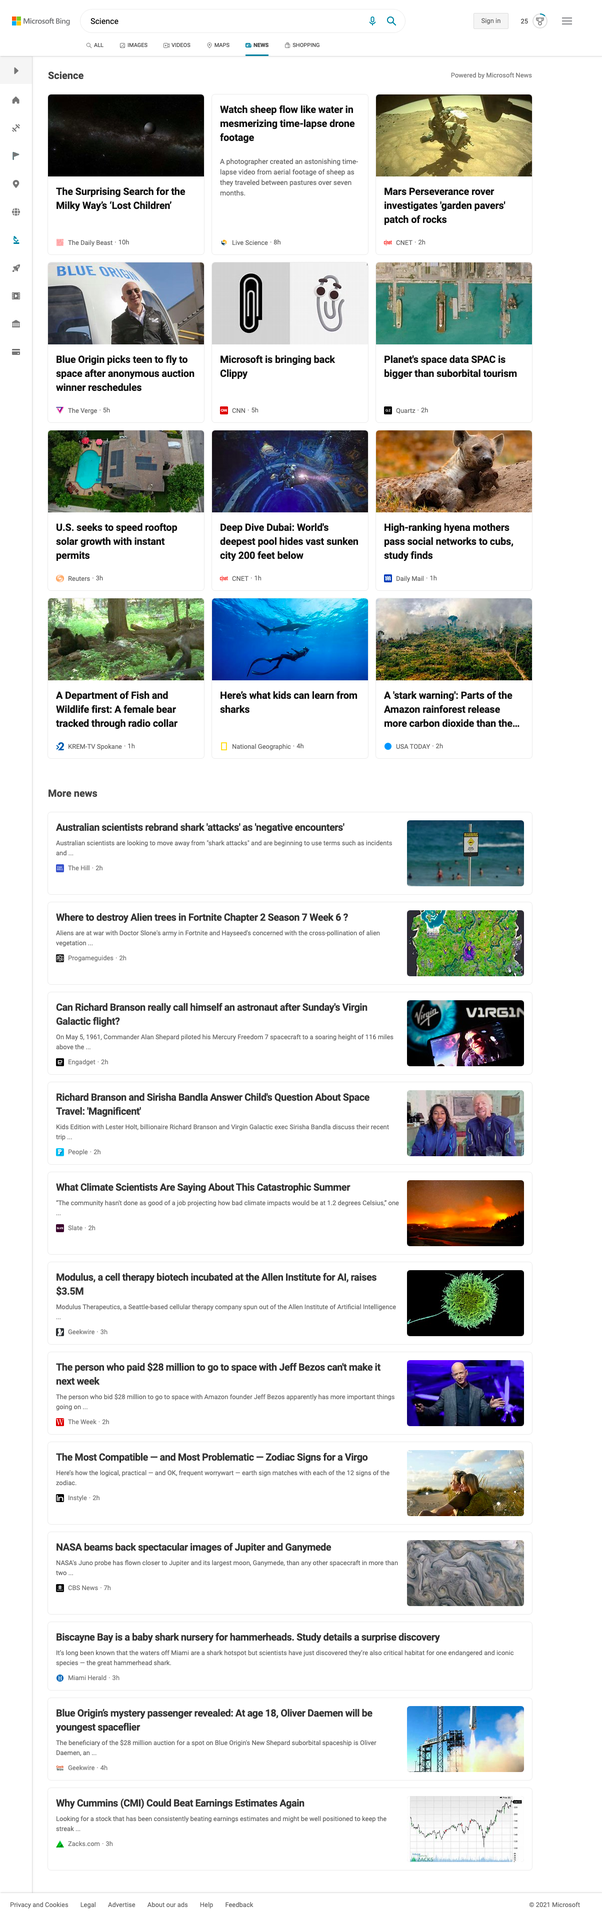 Microsoft Bing
Science
Sign in
25
ALL
IMAGES
VIDEOS
MAPS
NEWS
SHOPPING
Science
Powered by Microsoft News
The Surprising Search for the
Milky Way's 'Lost Children'
The Daily Beast · 10h
Watch sheep flow like water in
mesmerizing time-lapse drone
footage
A photographer created an astonishing time-
lapse video from aerial footage of sheep as
they traveled between pastures over seven
months.
Live Science · 8h
Mars Perseverance rover
investigates 'garden pavers'
patch of rocks
CNET · 2h
BLUE ORIGIN
Blue Origin picks teen to fly to
space after anonymous auction
winner reschedules
The Verge · 5h
Microsoft is bringing back
Clippy
CNN · 5h
Planet's space data SPAC is
bigger than suborbital tourism
Quartz · 2h
U.S. seeks to speed rooftop
solar growth with instant
permits
Reuters · 3h
Deep Dive Dubai: World's
deepest pool hides vast sunken
city 200 feet below
CNET · 1h
High-ranking hyena mothers
pass social networks to cubs,
study finds
Daily Mail · 1h
A Department of Fish and
Wildlife first: A female bear
tracked through radio collar
KREM-TV Spokane · 1h
Here's what kids can learn from
sharks
National Geographic · 4h
A 'stark warning': Parts of the
Amazon rainforest release
more carbon dioxide than the...
USA TODAY · 2h
More news
Australian scientists rebrand shark 'attacks' as 'negative encounters'
Australian scientists are looking to move away from "shark attacks" and are beginning to use terms such as incidents
and ...
The Hill · 2h
Where to destroy Alien trees in Fortnite Chapter 2 Season 7 Week 6 ?
Aliens are at war with Doctor Slone's army in Fortnite and Hayseed's concerned with the cross-pollination of alien
vegetation ...
Progameguides · 2h
Can Richard Branson really call himself an astronaut after Sunday's Virgin
Galactic flight?
On May 5, 1961, Commander Alan Shepard piloted his Mercury Freedom 7 spacecraft to a soaring height of 116 miles
above the ...
Engadget · 2h
Virgin
VIRGIN
Richard Branson and Sirisha Bandla Answer Child's Question About Space
Travel: 'Magnificent'
Kids Edition with Lester Holt, billionaire Richard Branson and Virgin Galactic exec Sirisha Bandla discuss their recent
trip ...
People · 2h
What Climate Scientists Are Saying About This Catastrophic Summer
"The community hasn't done as good of a job projecting how bad climate impacts would be at 1.2 degrees Celsius," one
...
Slate · 2h
Modulus, a cell therapy biotech incubated at the Allen Institute for AI, raises
$3.5M
Modulus Therapeutics, a Seattle-based cellular therapy company spun out of the Allen Institute of Artificial Intelligence
...
Geekwire · 3h
The person who paid $28 million to go to space with Jeff Bezos can't make it
next week
The person who bid $28 million to go to space with Amazon founder Jeff Bezos apparently has more important things
going on ...
The Week · 2h
The Most Compatible — and Most Problematic — Zodiac Signs for a Virgo
Here's how the logical, practical — and OK, frequent worrywart — earth sign matches with each of the 12 signs of the
zodiac.
Instyle · 2h
NASA beams back spectacular images of Jupiter and Ganymede
NASA's Juno probe has flown closer to Jupiter and its largest moon, Ganymede, than any other spacecraft in more than
two ...
CBS News · 7h
Biscayne Bay is a baby shark nursery for hammerheads. Study details a surprise discovery
It's long been known that the waters off Miami are a shark hotspot but scientists have just discovered they're also critical habitat for one endangered and iconic
species — the great hammerhead shark.
Miami Herald · 3h
Blue Origin's mystery passenger revealed: At age 18, Oliver Daemen will be
youngest spaceflier
The beneficiary of the $28 million auction for a spot on Blue Origin's New Shepard suborbital spaceship is Oliver
Daemen, an ...
Geekwire · 4h
Why Cummins (CMI) Could Beat Earnings Estimates Again
Looking for a stock that has been consistently beating earnings estimates and might be well positioned to keep the
streak ...
Zacks.com · 3h
ZACKS
Privacy and Cookies
Legal
Advertise
About our ads
Help
Feedback
© 2021 Microsoft